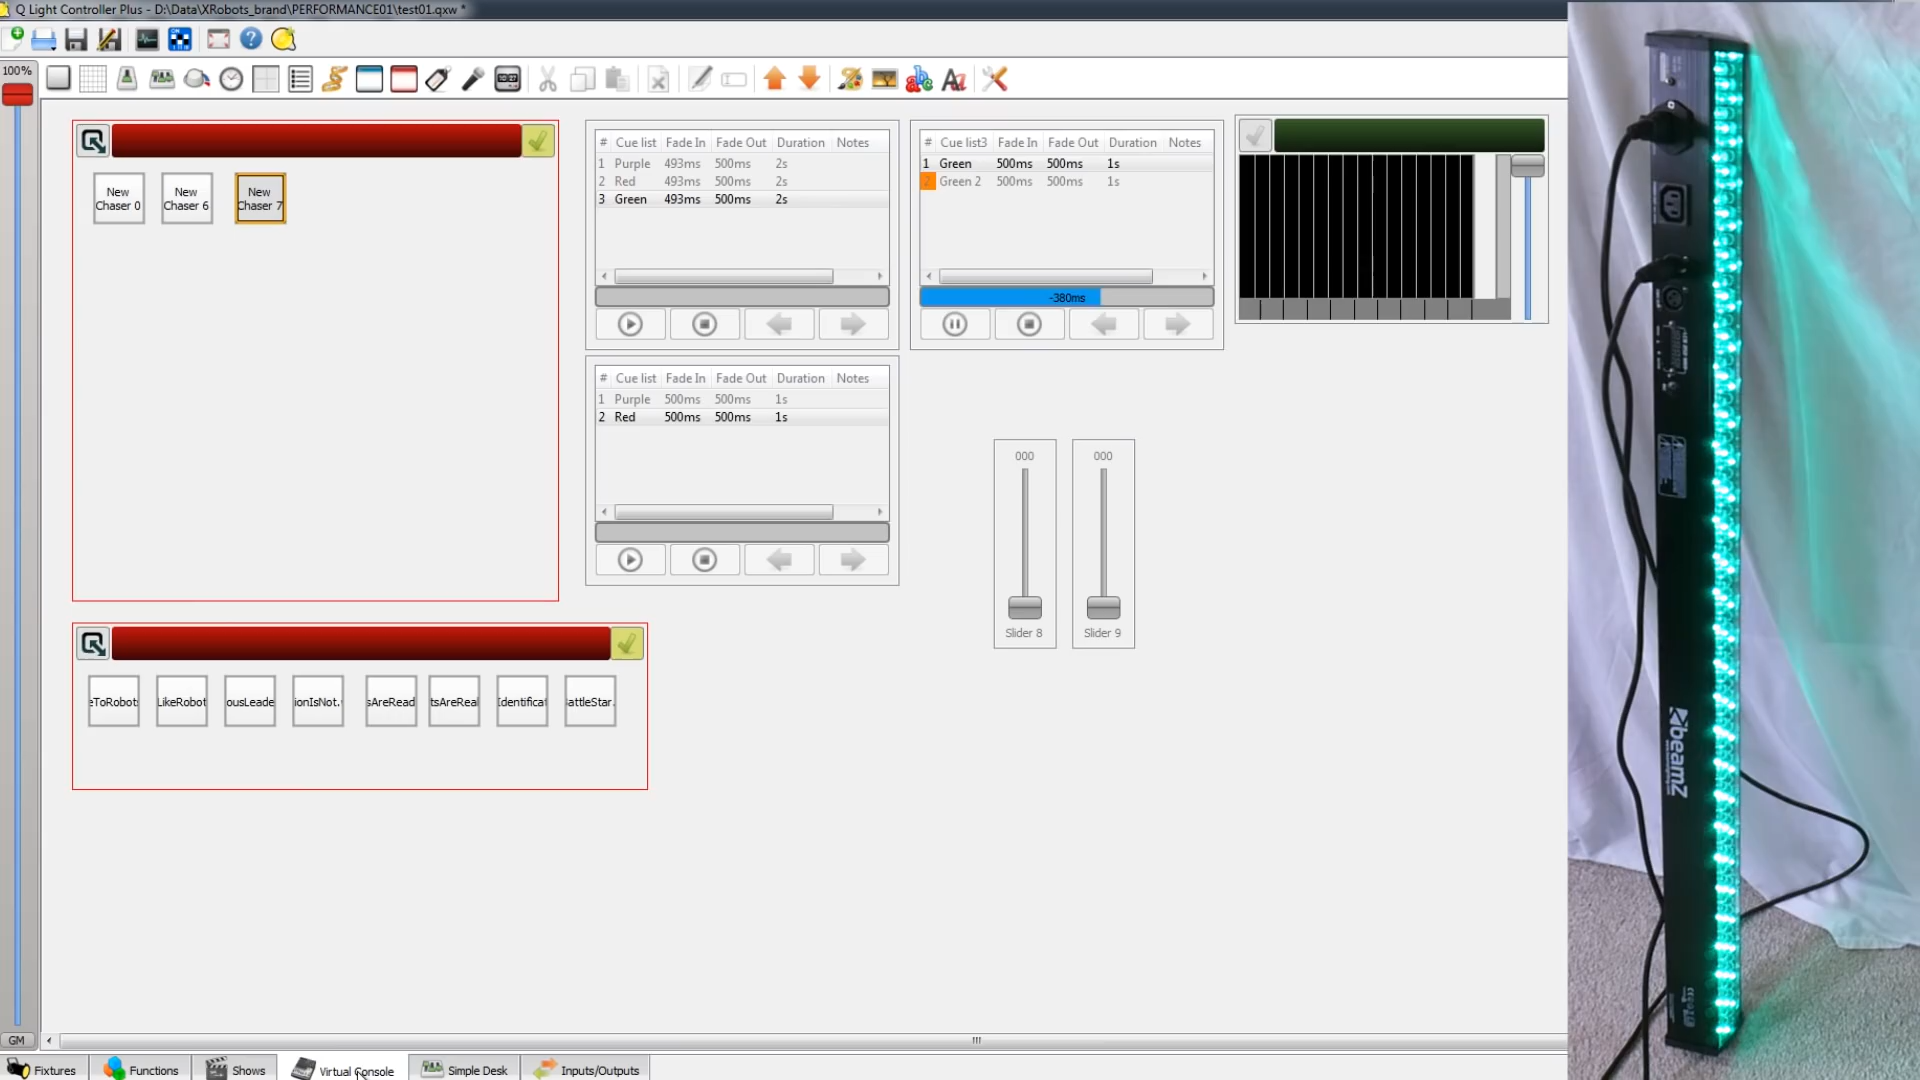 Q Light Controller Plus - D:\Data\XRobots_brand\PERFORMANCE01\test01.qxw *
100%
# Cue list Fade In Fade Out Duration Notes
1 Purple 493ms 500ms 2s
2 Red 493ms 500ms 2s
3 Green 493ms 500ms 2s
# Cue list3 Fade In Fade Out Duration Notes
1 Green 500ms 500ms 1s
2 Green 2 500ms 500ms 1s
-380ms
New Chaser 0
New Chaser 6
New Chaser 7
# Cue list Fade In Fade Out Duration Notes
1 Purple 500ms 500ms 1s
2 Red 500ms 500ms 1s
000 000
Slider 8 Slider 9
eToRobots LikeRobot ousLeade ionIsNot. sAreRead tsAreReal Identificat attleStar.
beamZ
GM
Fixtures Functions Shows Virtual Console Simple Desk Inputs/Outputs